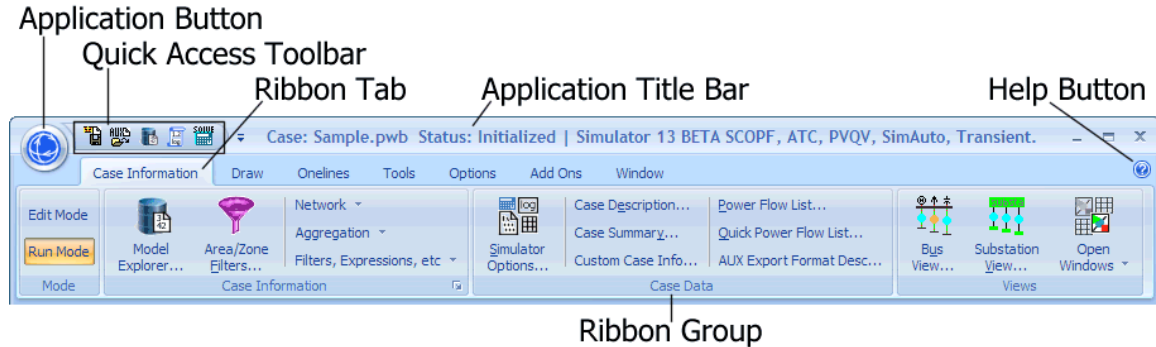 Application Button
Quick Access Toolbar
Ribbon Tab
Application Title Bar
Help Button
Case: Sample.pwb Status: Initialized | Simulator 13 BETA SCOPF, ATC, PVQV, SimAuto, Transient.
Case Information Draw Onelines Tools Options Add Ons Window
Edit Mode
Run Mode
Mode
Model
Explorer...
Area/Zone
Filters...
Network
Aggregation
Filters, Expressions, etc
Case Information
log
Simulator
Options...
Case Description...
Case Summary...
Custom Case Info...
Power Flow List...
Quick Power Flow List...
AUX Export Format Desc...
Case Data
Bus
View...
Substation
View...
Open
Windows
Views
Ribbon Group